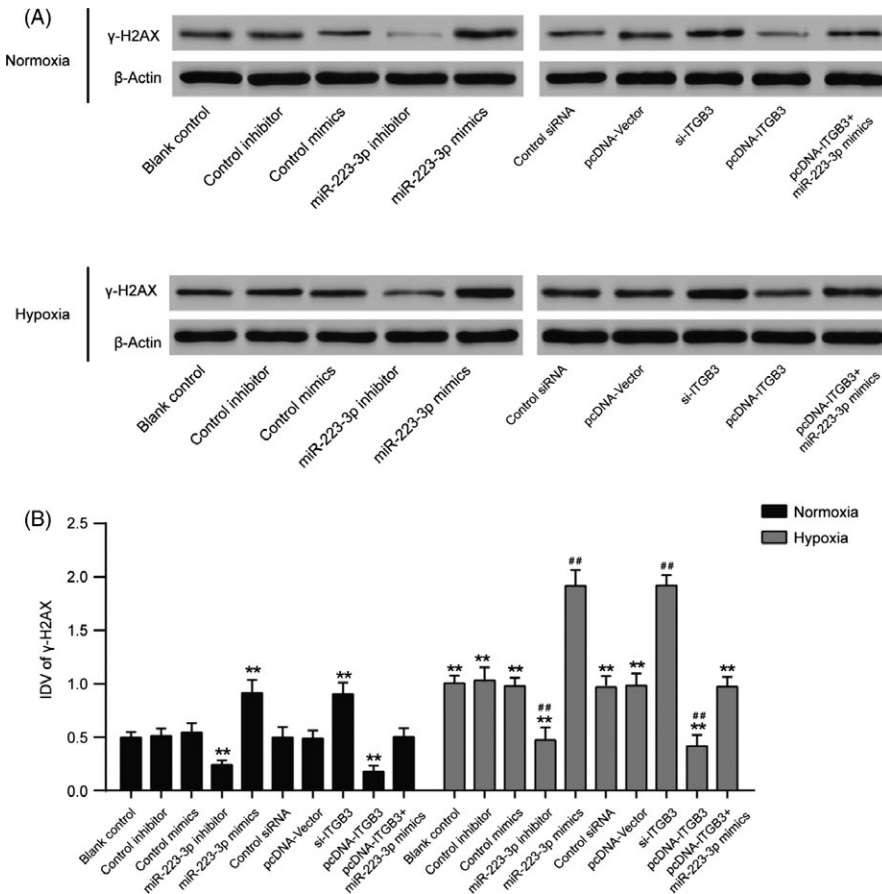 (A)
Normoxia
γ-H2AX
β-Actin
Blank control
Control inhibitor
Control mimics
miR-223-3p inhibitor
miR-223-3p mimics
Control siRNA
pcDNA-Vector
si-ITGB3
pcDNA-ITGB3
pcDNA-ITGB3+
miR-223-3p mimics
Hypoxia
γ-H2AX
β-Actin
Blank control
Control inhibitor
Control mimics
miR-223-3p inhibitor
miR-223-3p mimics
Control siRNA
pcDNA-Vector
si-ITGB3
pcDNA-ITGB3
pcDNA-ITGB3+
miR-223-3p mimics
(B)
Normoxia
Hypoxia
IDV of γ-H2AX
2.5
2.0
1.5
1.0
0.5
0.0
**
**
**
**
**
**
**
##
**
##
**
**
##
##
**
**
Blank control
Control inhibitor
Control mimics
miR-223-3p inhibitor
miR-223-3p mimics
Control siRNA
pcDNA-Vector
si-ITGB3
pcDNA-ITGB3
pcDNA-ITGB3+
miR-223-3p mimics
Blank control
Control inhibitor
Control mimics
miR-223-3p inhibitor
miR-223-3p mimics
Control siRNA
pcDNA-Vector
si-ITGB3
pcDNA-ITGB3
pcDNA-ITGB3+
miR-223-3p mimics